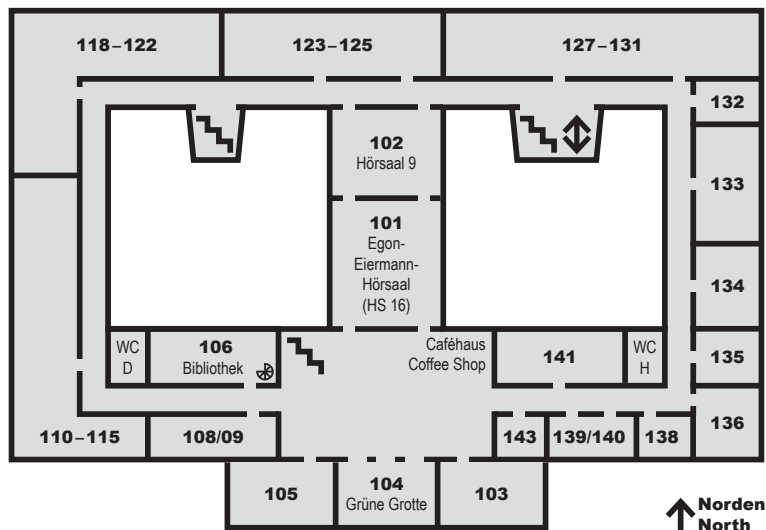 118–122
123–125
127–131
132
102
Hörsaal 9
133
101
Egon-
Eiermann-
Hörsaal
(HS 16)
134
WC
D
106
Bibliothek
Caféhaus
Coffee Shop
141
WC
H
135
110–115
108/09
143
139/140
138
136
105
104
Grüne Grotte
103
Norden
North